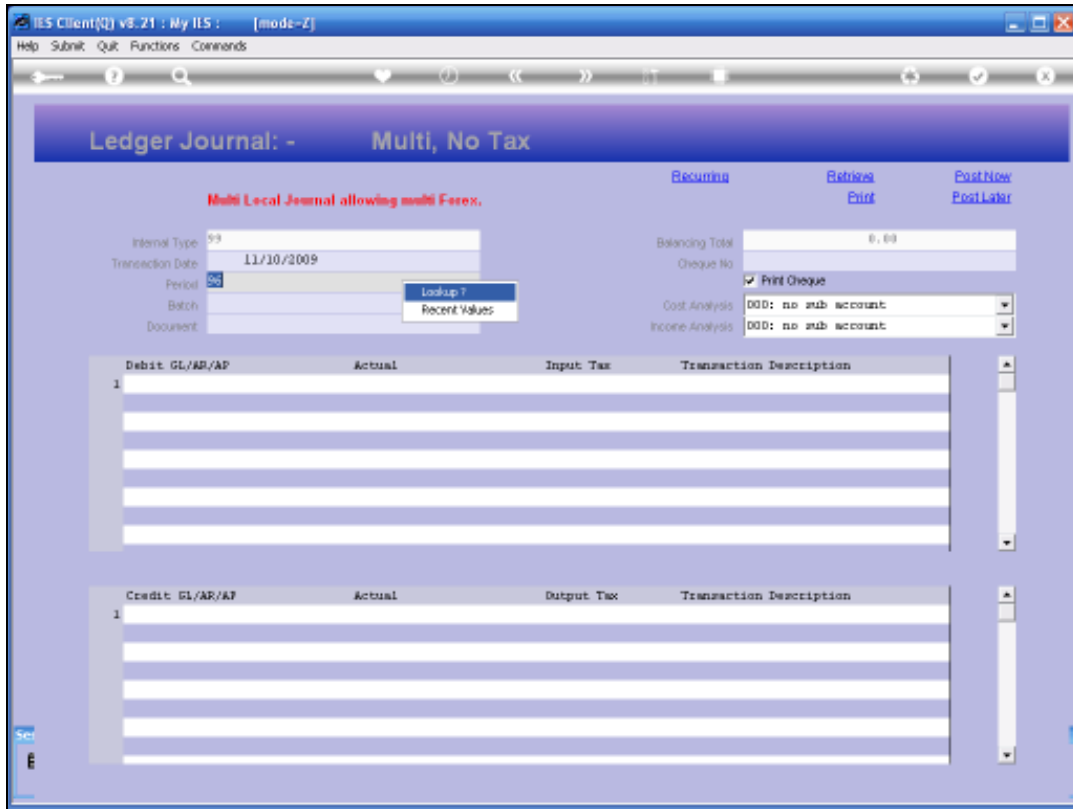 IES Client(Q) v8.21 : My IES : [mode-Z]
Help Submit Quit Functions Commands
Ledger Journal: - Multi, No Tax
Recurring Retrieve Post Now
Multi Local Journal allowing multi Forex. Print Post Later
Internal Type 99 Balancing Total 0.00
Transaction Date 11/10/2009 Cheque No
Period 96 Print Cheque
Lookup ?
Batch Recent Values Cost Analysis 000: no sub account
Document Income Analysis 000: no sub account
Debit GL/AR/AP Actual Input Tax Transaction Description
1
Credit GL/AR/AP Actual Output Tax Transaction Description
1